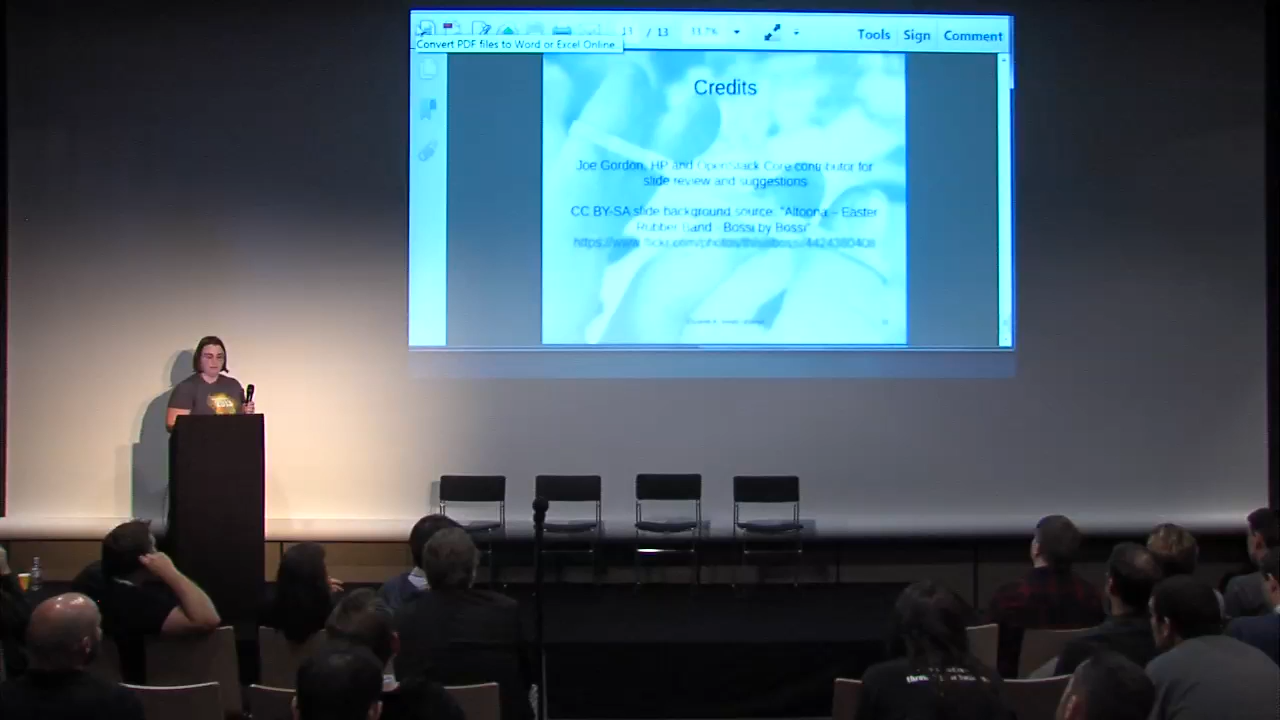 / 13
Tools Sign Comment
Convert PDF files to Word or Excel Online
Credits
Joe Gordon, HP and OpenStack Core contributor for
slide review and suggestions
CC BY-SA slide background source: "Altoona - Easter
Rubber Band - Bossi by Bossi"